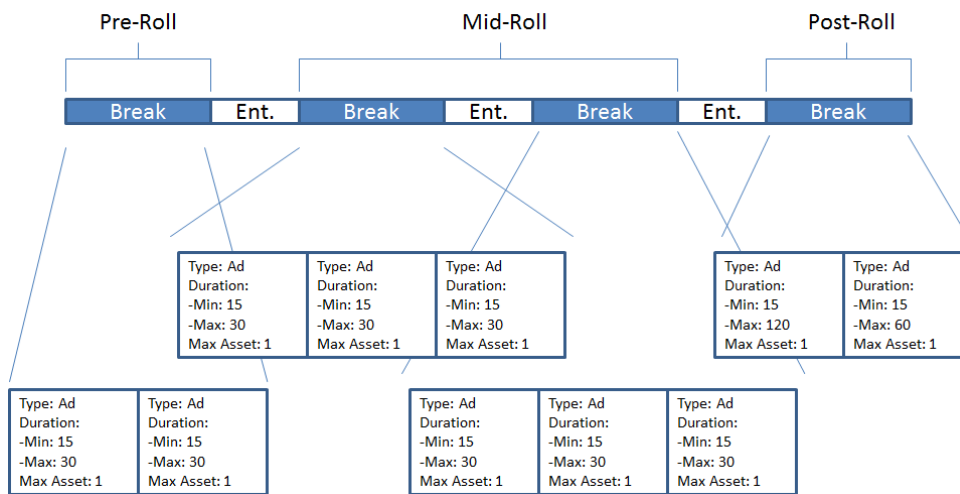 Pre-Roll
Mid-Roll
Post-Roll
Break
Ent.
Break
Ent.
Break
Ent.
Break
Type: Ad
Duration:
-Min: 15
-Max: 30
Max Asset: 1
Type: Ad
Duration:
-Min: 15
-Max: 30
Max Asset: 1
Type: Ad
Duration:
-Min: 15
-Max: 30
Max Asset: 1
Type: Ad
Duration:
-Min: 15
-Max: 120
Max Asset: 1
Type: Ad
Duration:
-Min: 15
-Max: 60
Max Asset: 1
Type: Ad
Duration:
-Min: 15
-Max: 30
Max Asset: 1
Type: Ad
Duration:
-Min: 15
-Max: 30
Max Asset: 1
Type: Ad
Duration:
-Min: 15
-Max: 30
Max Asset: 1
Type: Ad
Duration:
-Min: 15
-Max: 30
Max Asset: 1
Type: Ad
Duration:
-Min: 15
-Max: 30
Max Asset: 1